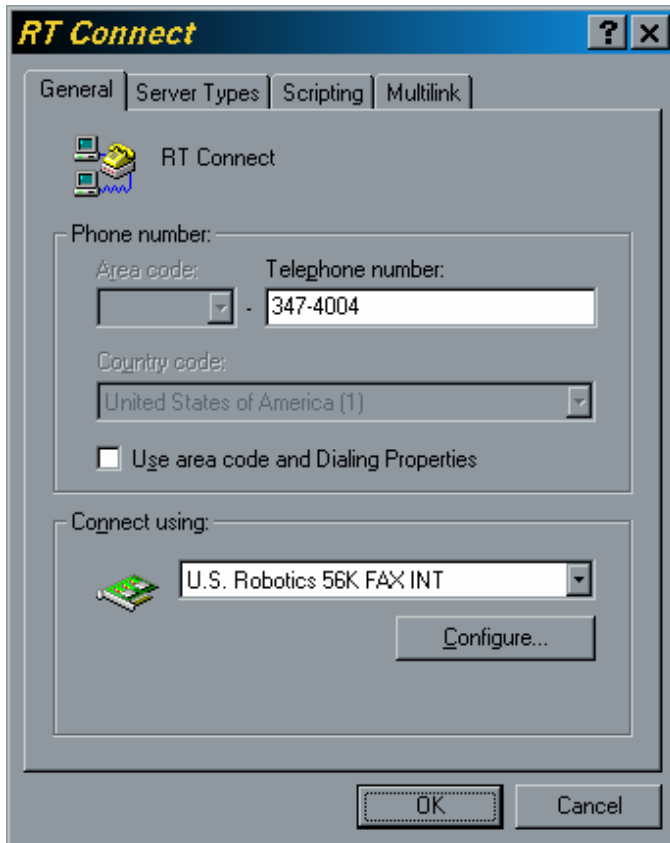 RT Connect
General Server Types Scripting Multilink
RT Connect
Phone number:
Area code: Telephone number:
- 347-4004
Country code:
United States of America (1)
Use area code and Dialing Properties
Connect using:
U.S. Robotics 56K FAX INT
Configure...
OK Cancel